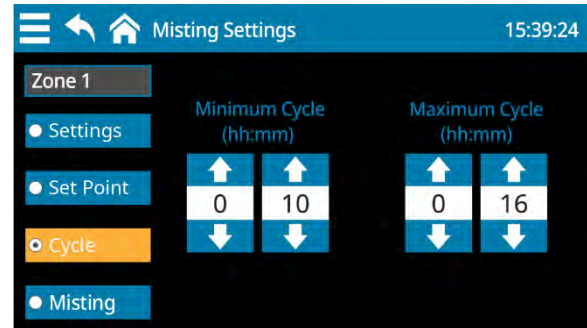 Misting Settings 15:39:24
Zone 1
Settings
Set Point
Cycle
Misting
Minimum Cycle
(hh:mm)
0 10
Maximum Cycle
(hh:mm)
0 16